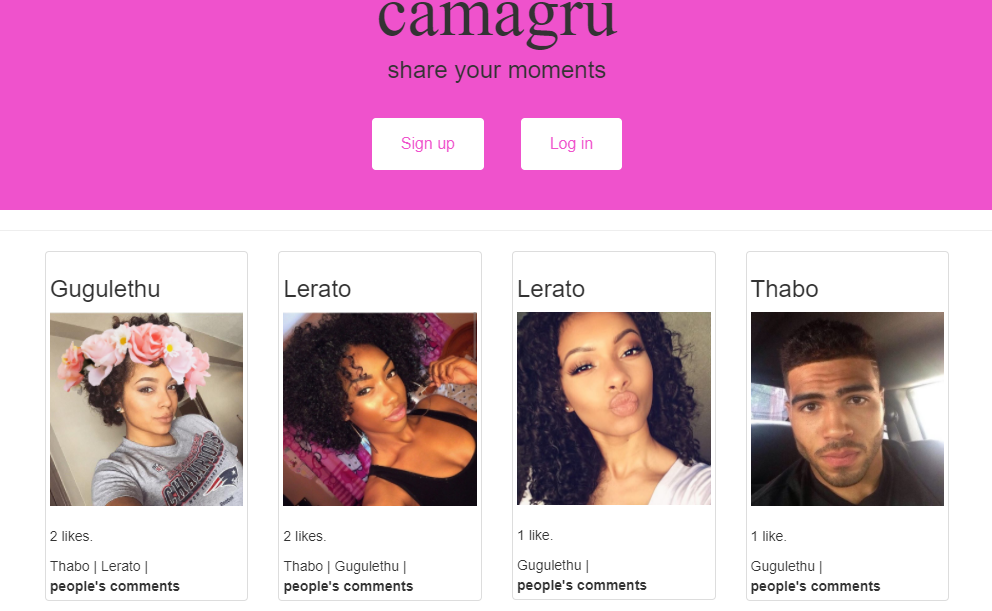 camagru
share your moments
Sign up
Log in
Gugulethu
CHAMPIONS
2 likes.
Thabo | Lerato |
people's comments
Lerato
2 likes.
Thabo | Gugulethu |
people's comments
Lerato
1 like.
Gugulethu |
people's comments
Thabo
1 like.
Gugulethu |
people's comments